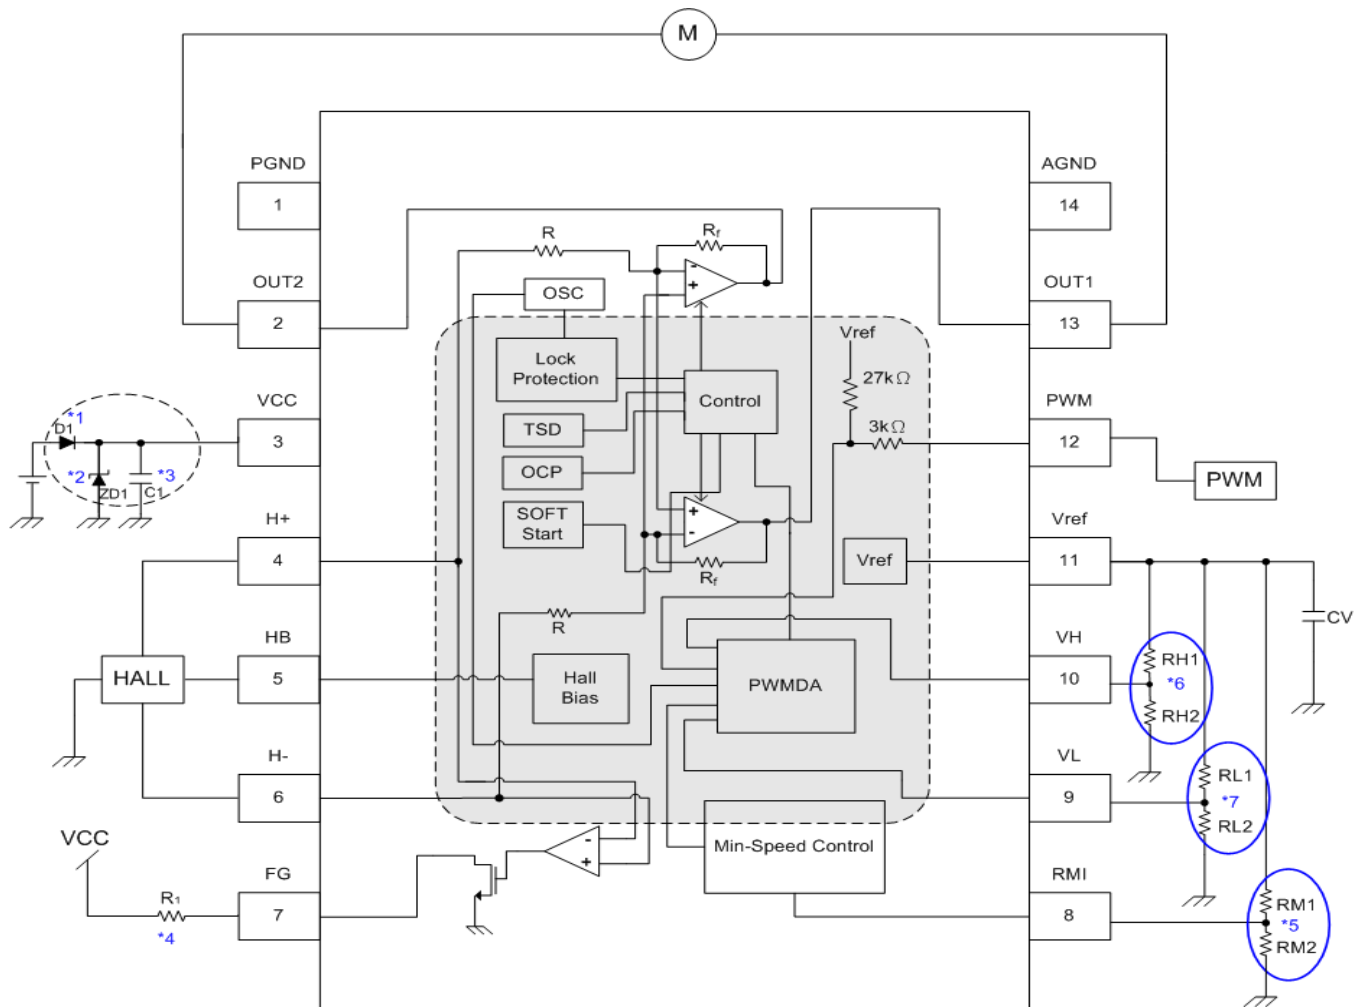 M
PGND
1
AGND
14
R
Rf
OUT2
2
OSC
OUT1
13
Vref
Lock
Protection
27kΩ
Control
VCC
3
*1
D1
*2
ZD1
*3
C1
TSD
3kΩ
PWM
12
OCP
PWM
SOFT
Start
+
-
-
+
H+
4
Vref
Vref
11
Rf
R
CV
HB
5
HALL
Hall
Bias
PWMDA
VH
10
RH1
*6
RH2
H-
6
VL
9
RL1
*7
RL2
VCC
-
+
Min-Speed Control
FG
7
R1
*4
RMI
8
RM1
*5
RM2